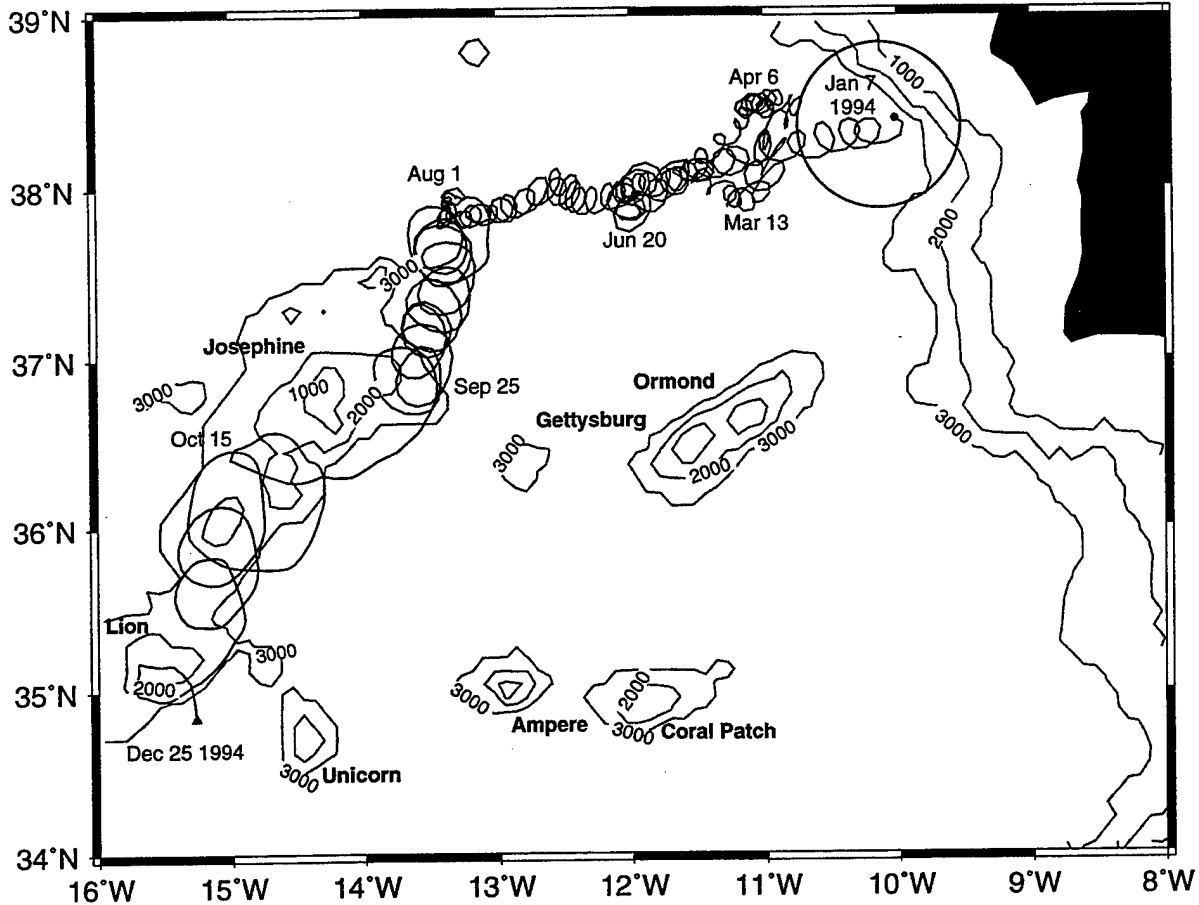 39°N
38°N
37°N
36°N
35°N
34°N
16°W
15°W
14°W
13°W
12°W
11°W
10°W
9°W
8°W
Apr 6
Jan 7
1994
1000
Aug 1
Mar 13
Jun 20
2000
3000
Josephine
3000
1000
2000
Sep 25
Ormond
Gettysburg
3000
2000
3000
3000
Oct 15
Lion
2000
3000
3000
Ampere
2000
3000
Coral Patch
Dec 25 1994
3000
Unicorn